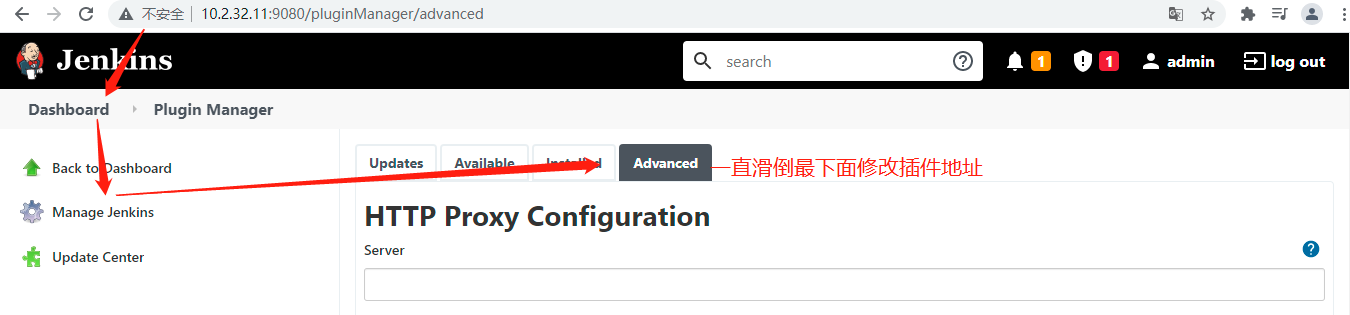 不安全 10.2.32.11:9080/pluginManager/advanced
Jenkins
search
1
1
admin
log out
Dashboard
Plugin Manager
Back to Dashboard
Manage Jenkins
Update Center
Updates
Available
Installed
Advanced
一直滑倒最下面修改插件地址
HTTP Proxy Configuration
Server